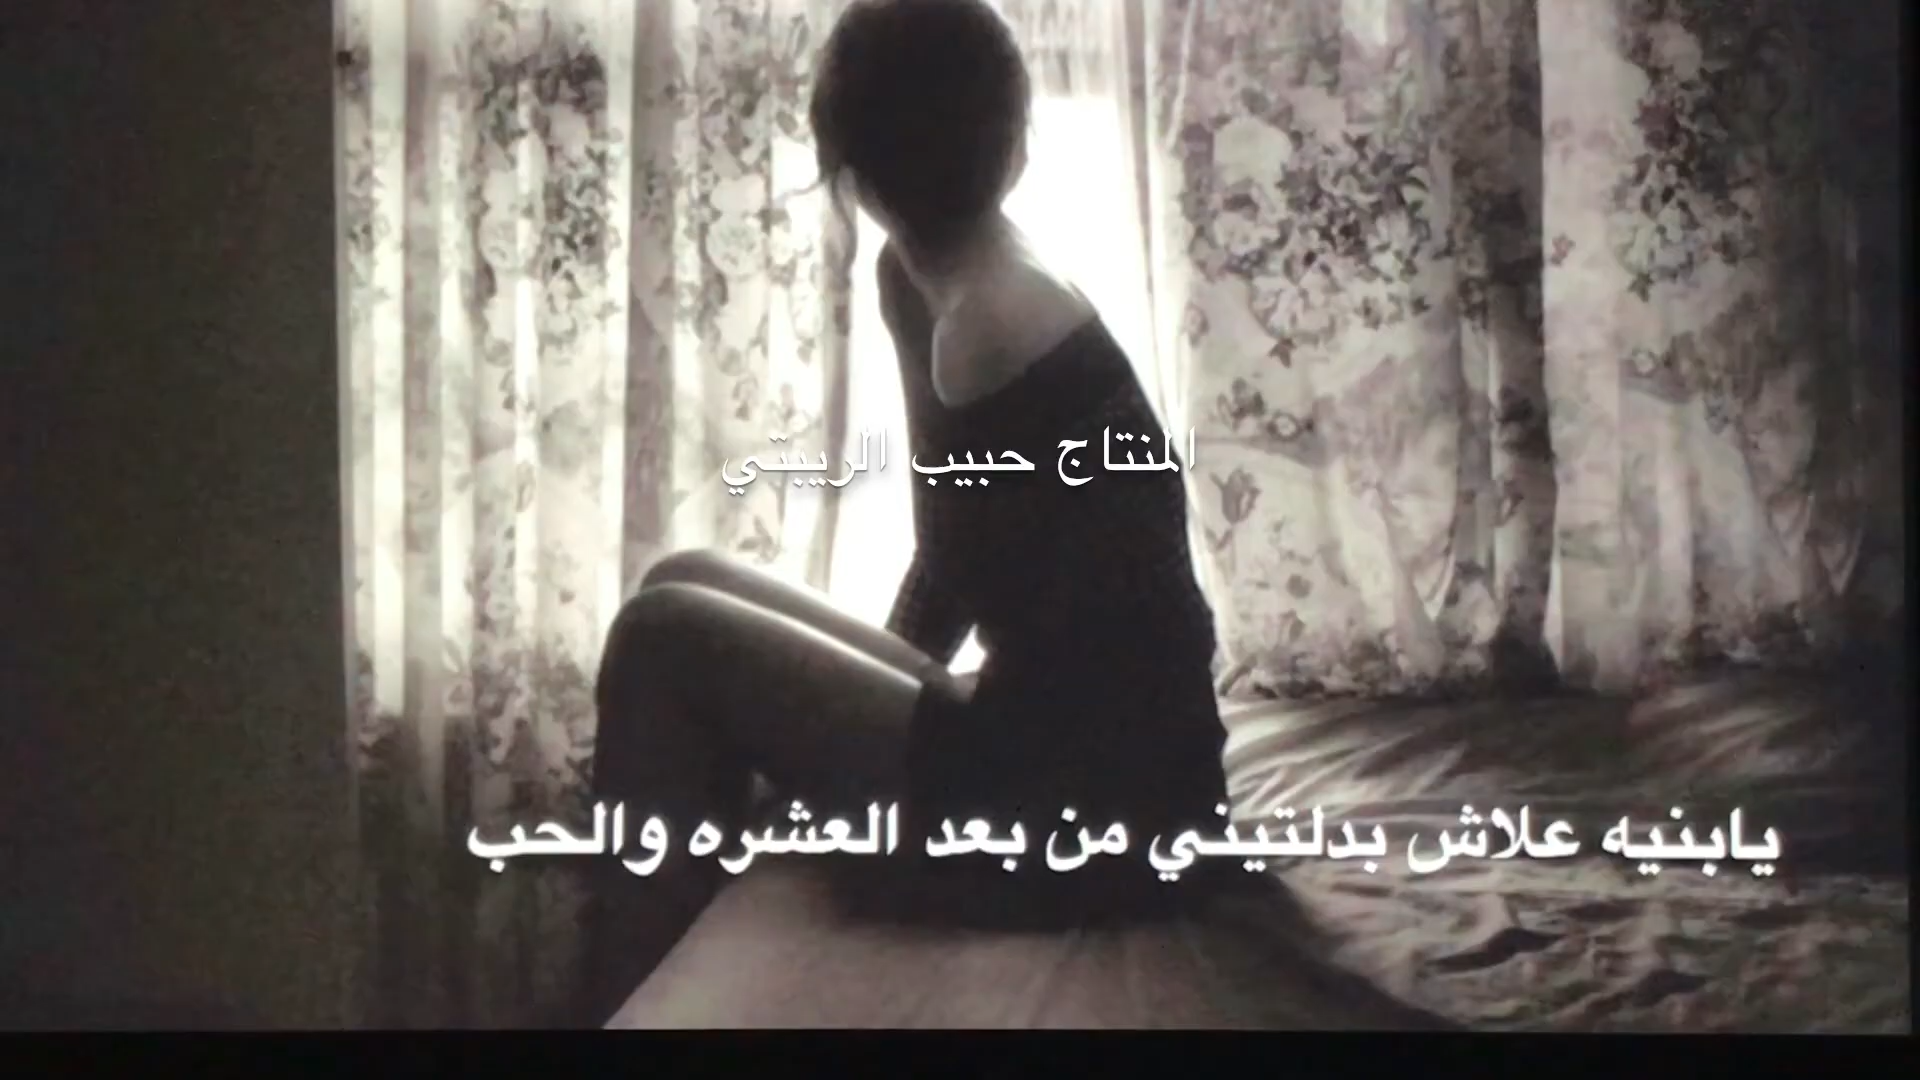 المنتاج حبيب الريبتي
يابنيه علاش بدلتيني من بعد العشره والحب